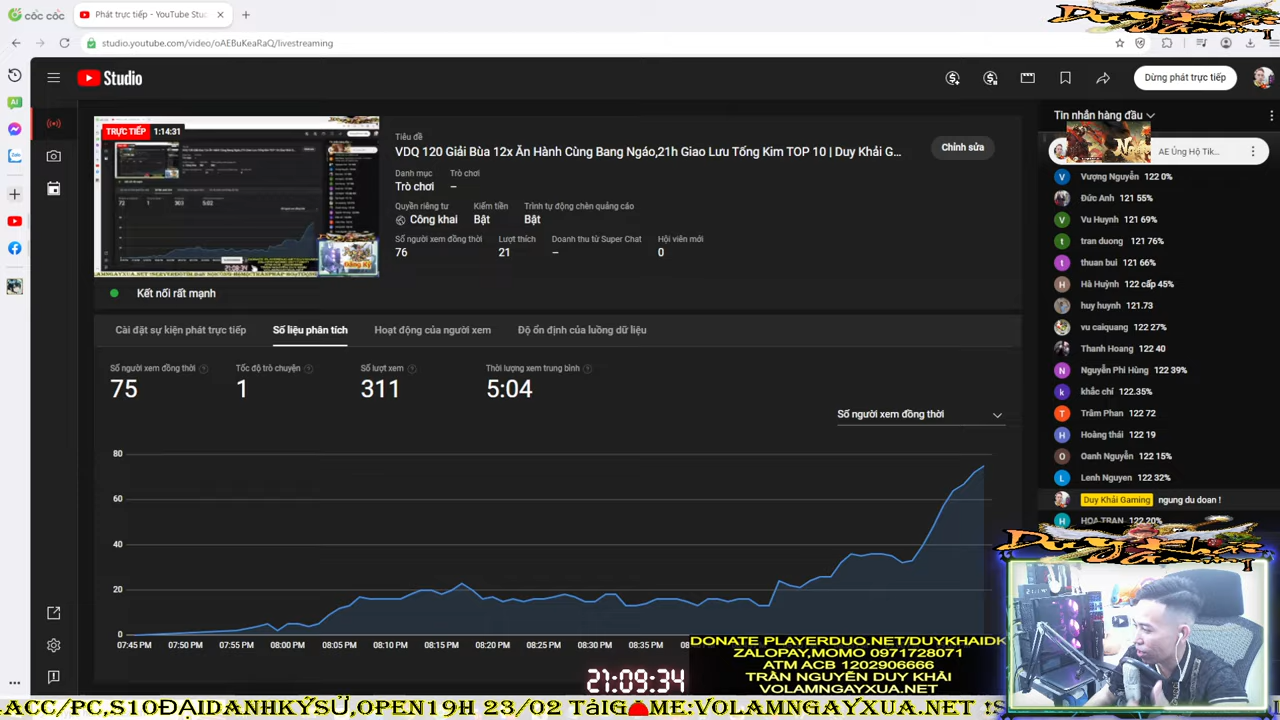 cốc cốc
Phát trực tiếp - YouTube Stu
studio.youtube.com/video/oAEBuKeaRaQ/livestreaming
Studio
Dừng phát trực tiếp
TRỰC TIẾP 1:14:31
Tiêu đề
VDQ 120 Giải Bùa 12x Ăn Hành Cùng Bạng Ngáo,21h Giao Lưu Tống Kim TOP 10 | Duy Khải G...
Chỉnh sửa
Danh mục
Trò chơi
Trò chơi
–
Quyền riêng tư
Kiếm tiền
Trình tự động chèn quảng cáo
Công khai
Bật
Bật
Số người xem đồng thời
Lượt thích
Doanh thu từ Super Chat
Hội viên mới
76
21
–
0
Kết nối rất mạnh
Cài đặt sự kiện phát trực tiếp
Số liệu phân tích
Hoạt động của người xem
Độ ổn định của luồng dữ liệu
Số người xem đồng thời
Tốc độ trò chuyện
Số lượt xem
Thời lượng xem trung bình
75
1
311
5:04
Số người xem đồng thời
80
60
40
20
0
07:45 PM
07:50 PM
07:55 PM
08:00 PM
08:05 PM
08:10 PM
08:15 PM
08:20 PM
08:25 PM
08:30 PM
08:35 PM
Tin nhắn hàng đầu
AE Ủng Hộ Tik...
Vượng Nguyễn 122 0%
Đức Anh 121 55%
Vu Huynh 121 69%
tran duong 121 76%
thuan bui 121 66%
Hà Huỳnh 122 cấp 45%
huy huynh 121.73
vu caiquang 122 27%
Thanh Hoang 122 40
Nguyễn Phi Hùng 122 39%
khắc chí 122.35%
Trâm Phan 122 72
Hoàng thái 122 19
Oanh Nguyễn 122 15%
Lenh Nguyen 122 32%
Duy Khải Gaming ngung du doan !
HOA TRAN 122.20%
Duy Khải
Gaming
DONATE PLAYERDUO.NET/DUYKHAIDK
ZALOPAY,MOMO 0971728071
ATM ACB 1202906666
TRẦN NGUYỄN DUY KHẢI
VOLAMNGAYXUA.NET
21:09:34
ACC/PC,S10ĐẠIDANHKỸSỬ,OPEN19H 23/02 TảiGAME:VOLAMNGAYXUA.NET !S